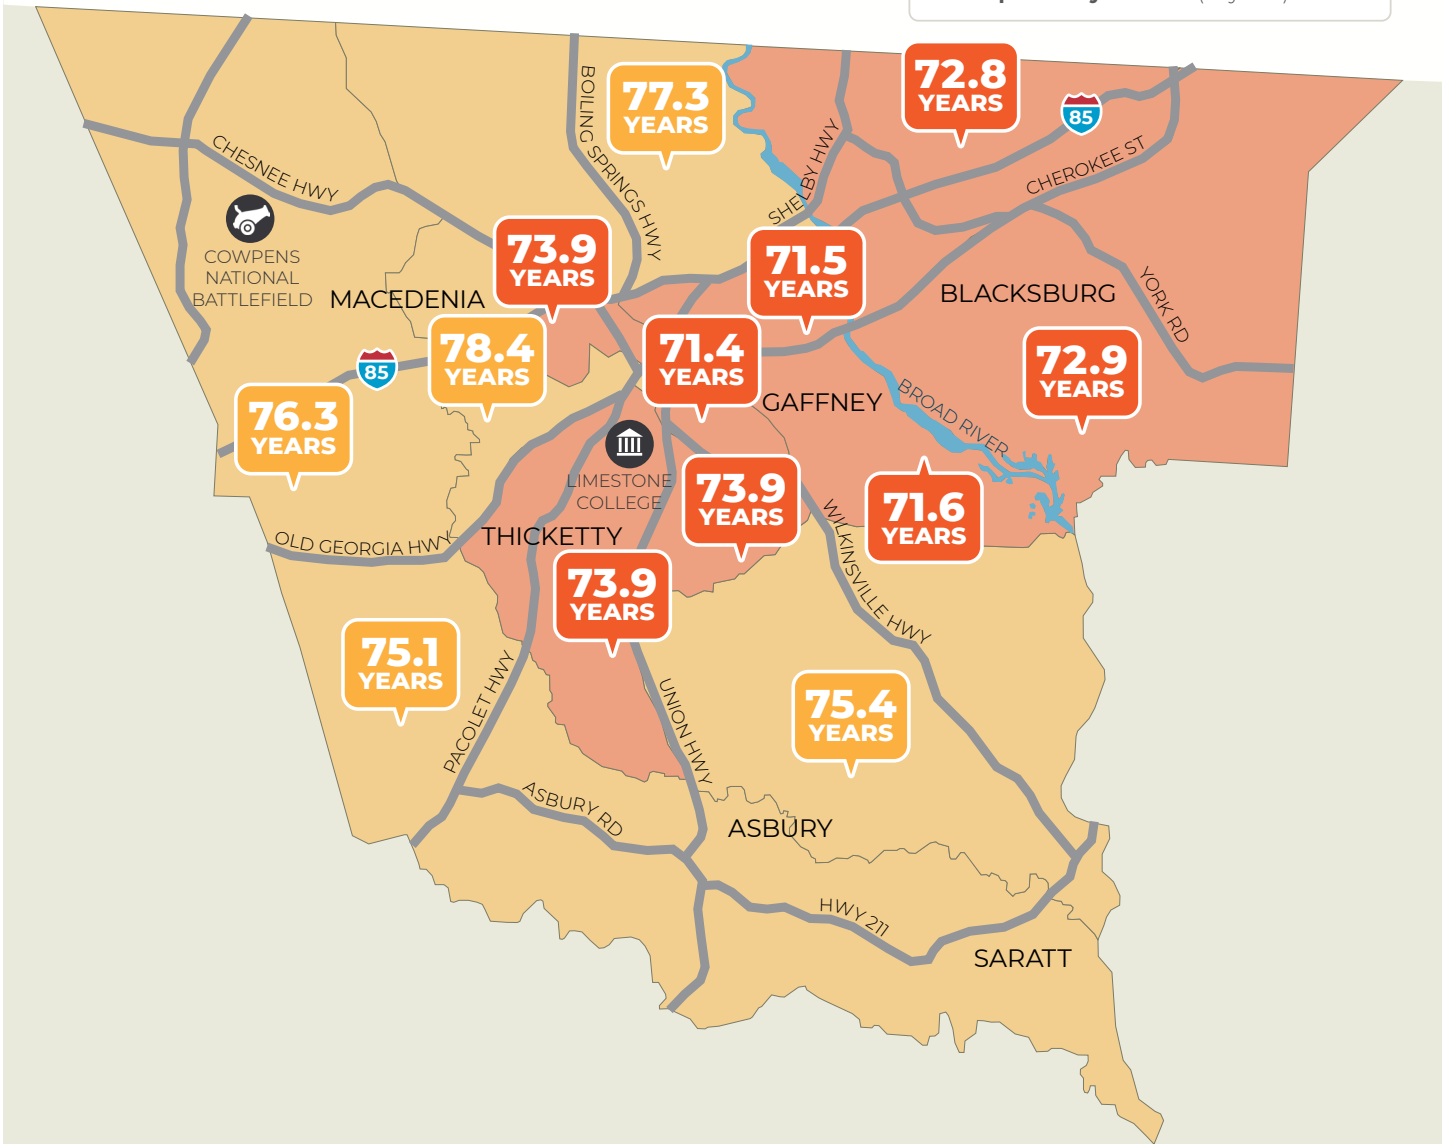 72.8
YEARS
77.3
YEARS
BOILING SPRINGS HWY
85
SHELBY HWY
CHEROKEE ST
CHESNEE HWY
COWPENS
NATIONAL
BATTLEFIELD
73.9
YEARS
71.5
YEARS
MACEDENIA
BLACKSBURG
YORK RD
78.4
YEARS
71.4
YEARS
72.9
YEARS
85
GAFFNEY
BROAD RIVER
76.3
YEARS
LIMESTONE
COLLEGE
73.9
YEARS
71.6
YEARS
WILKINSVILLE HWY
OLD GEORGIA HWY
THICKETTY
73.9
YEARS
75.1
YEARS
PACOLET HWY
UNION HWY
75.4
YEARS
ASBURY RD
ASBURY
HWY 211
SARATT